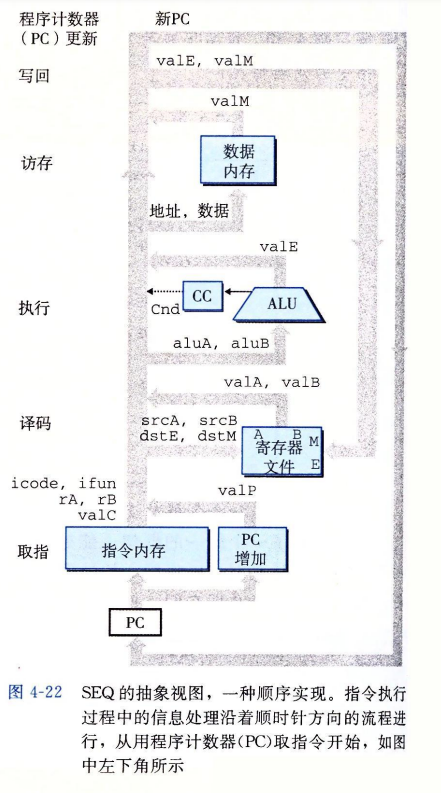 程序计数器
（PC）更新
新PC
写回
valE, valM
valM
访存
数据
内存
地址，数据
valE
执行
CC
ALU
Cnd
aluA, aluB
valA, valB
译码
srcA, srcB
dstE, dstM
A B M
寄存器
文件 E
icode, ifun
rA, rB
valC
valP
取指
指令内存
PC
增加
PC
图 4-22 SEQ 的抽象视图，一种顺序实现。指令执行
过程中的信息处理沿着顺时针方向的流程进
行，从用程序计数器(PC)取指令开始，如图
中左下角所示